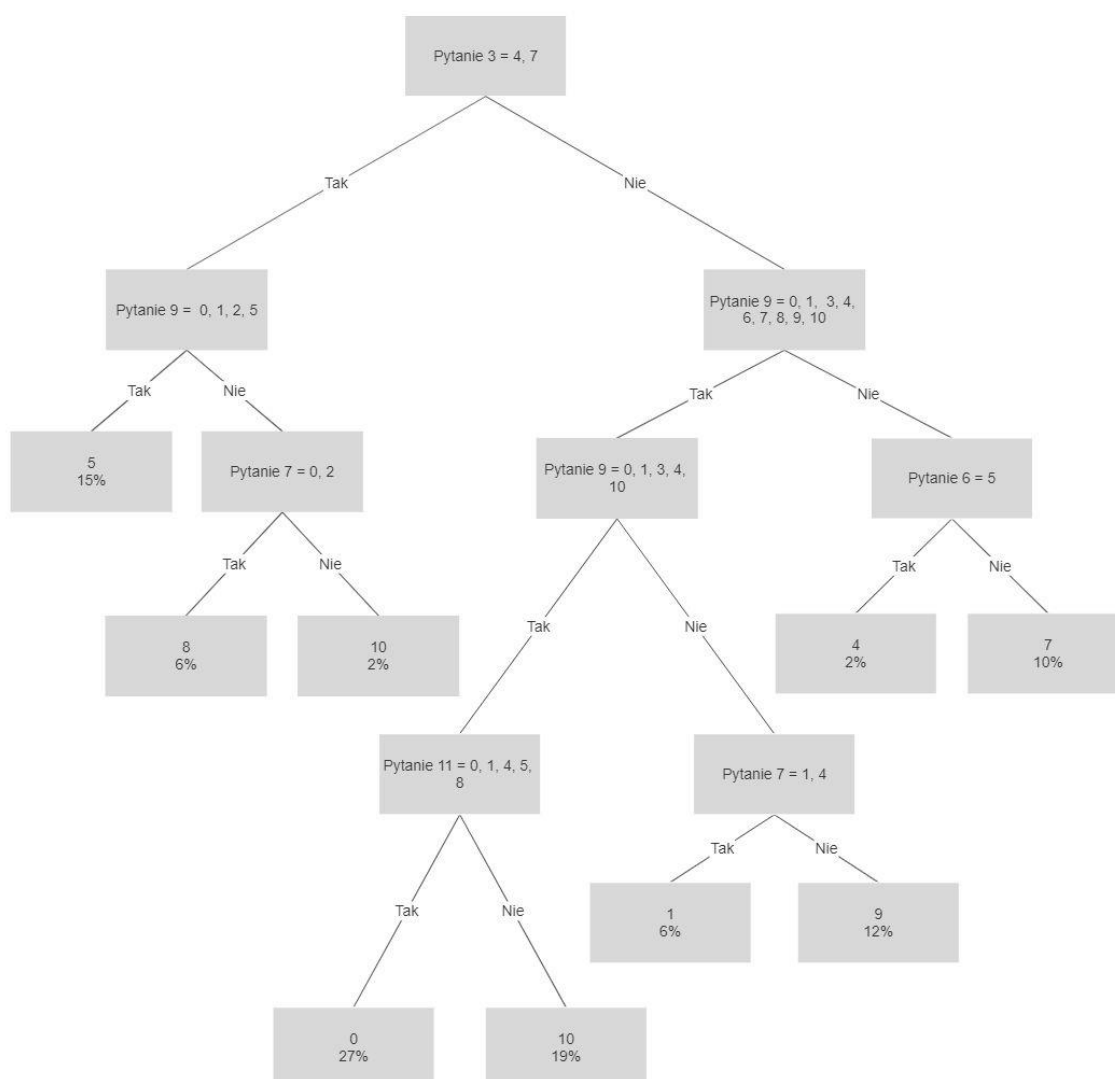 Pytanie 3 = 4, 7
Tak
Nie
Pytanie 9 = 0, 1, 2, 5
Pytanie 9 = 0, 1, 3, 4,
6, 7, 8, 9, 10
Tak
Nie
Tak
Nie
5
15%
Pytanie 7 = 0, 2
Pytanie 9 = 0, 1, 3, 4,
10
Pytanie 6 = 5
Tak
Nie
Tak
Nie
Tak
Nie
8
6%
10
2%
4
2%
7
10%
Pytanie 11 = 0, 1, 4, 5,
8
Pytanie 7 = 1, 4
Tak
Nie
Tak
Nie
1
6%
9
12%
0
27%
10
19%